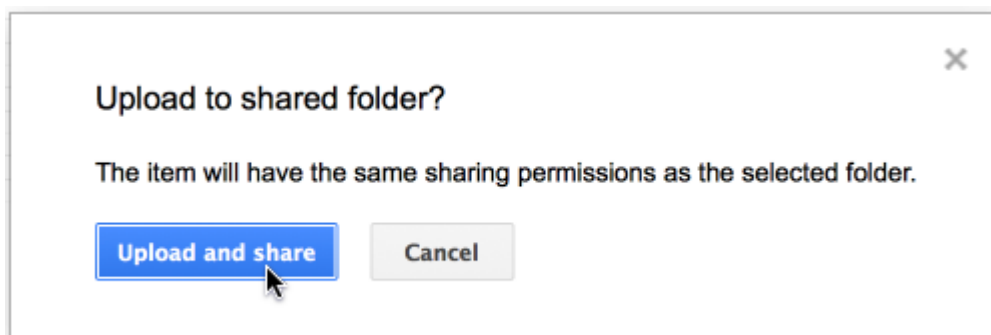 Upload to shared folder?
The item will have the same sharing permissions as the selected folder.
Upload and share
Cancel